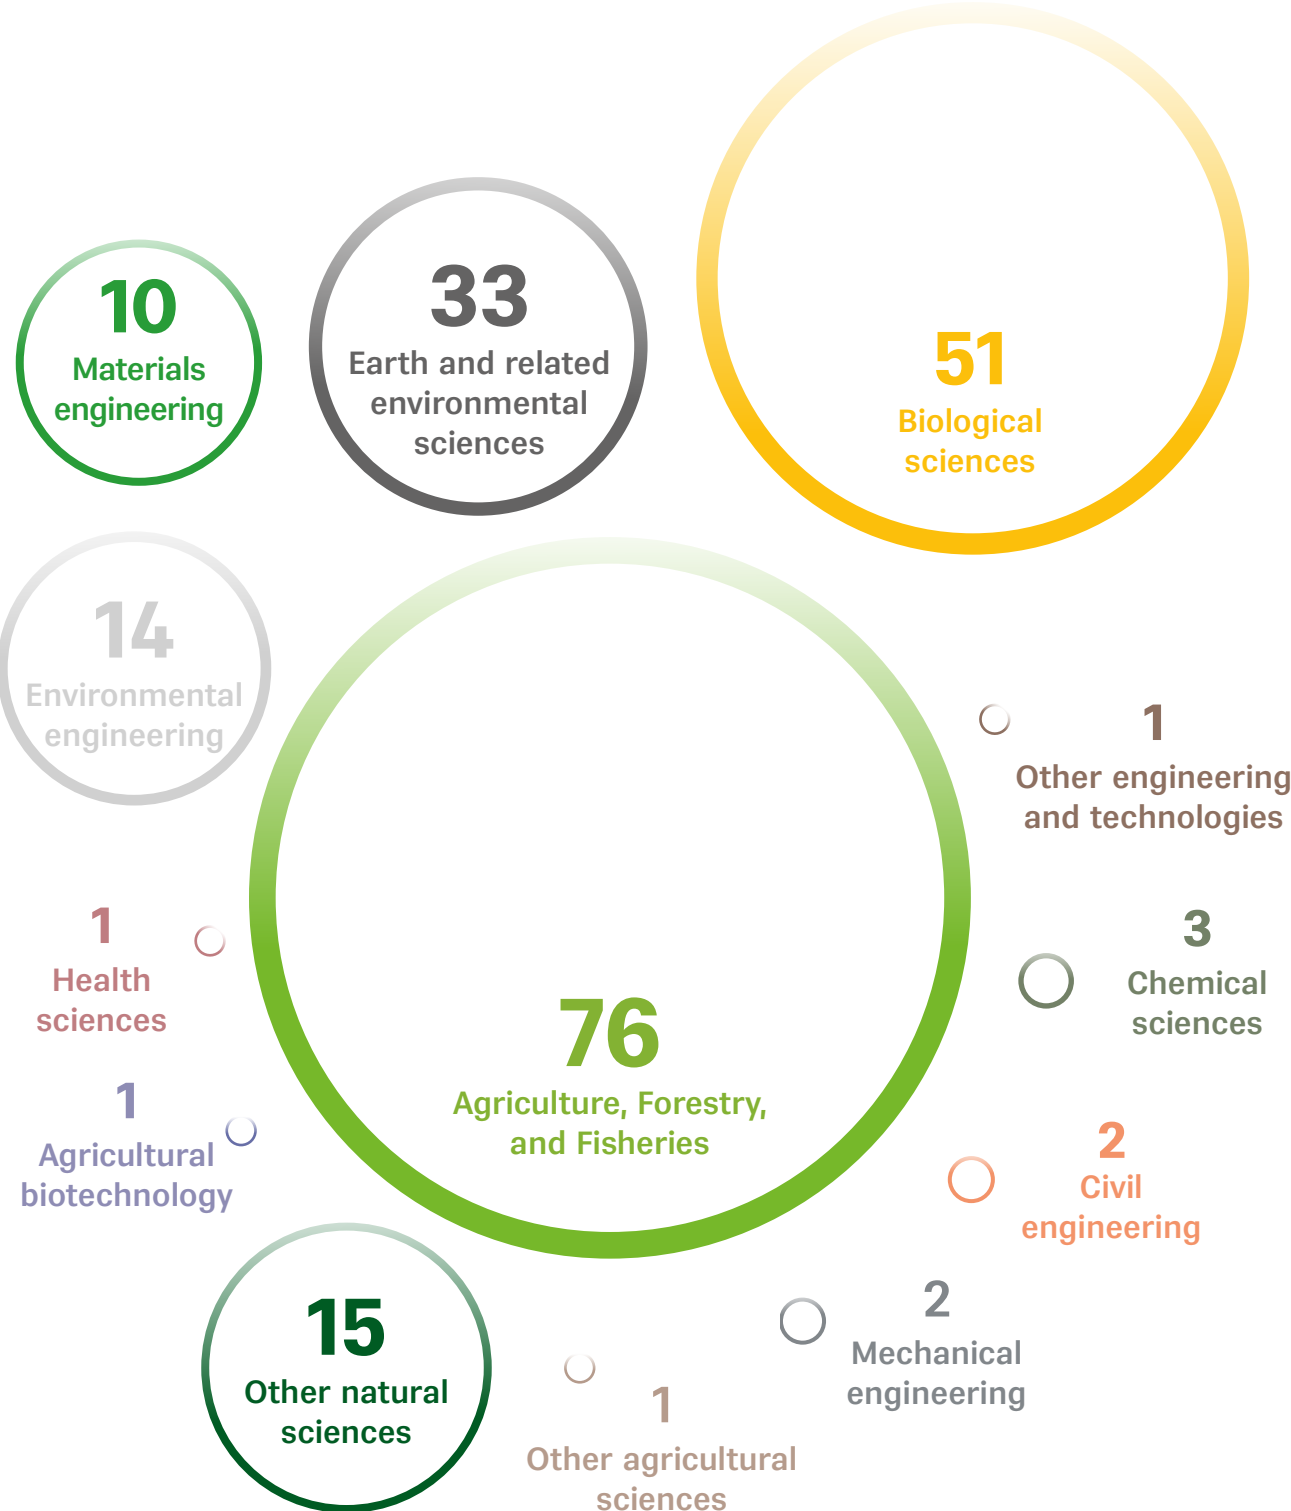 51
Biological
sciences
33
Earth and related
environmental
sciences
10
Materials
engineering
14
Environmental
engineering
1
Other engineering
and technologies
1
Health
sciences
3
Chemical
sciences
76
Agriculture, Forestry,
and Fisheries
1
Agricultural
biotechnology
2
Civil
engineering
15
Other natural
sciences
2
Mechanical
engineering
1
Other agricultural
sciences